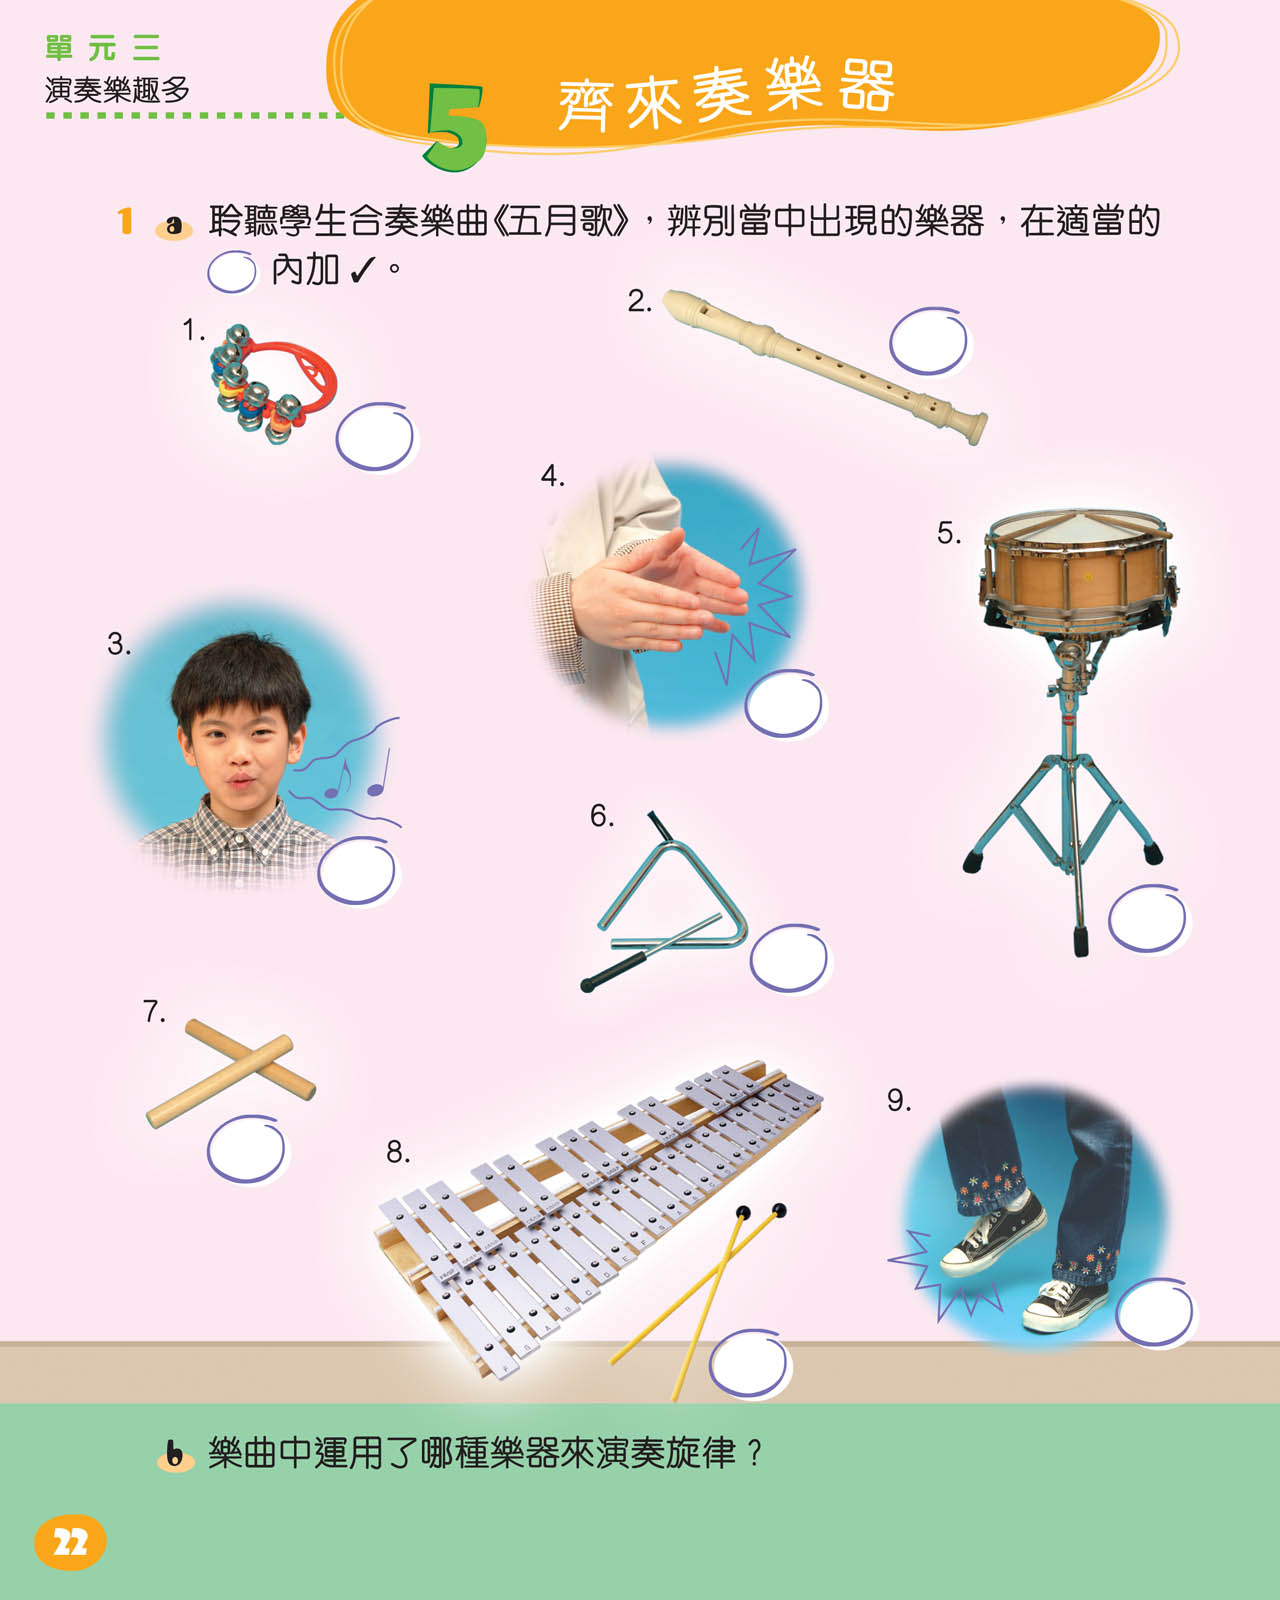 單元三
演奏樂趣多
5 齊來奏樂器
1 a 聆聽學生合奏樂曲《五月歌》，辨別當中出現的樂器，在適當的
內加✓。
1.
2.
3.
4.
5.
6.
7.
8.
9.
b 樂曲中運用了哪種樂器來演奏旋律？
22